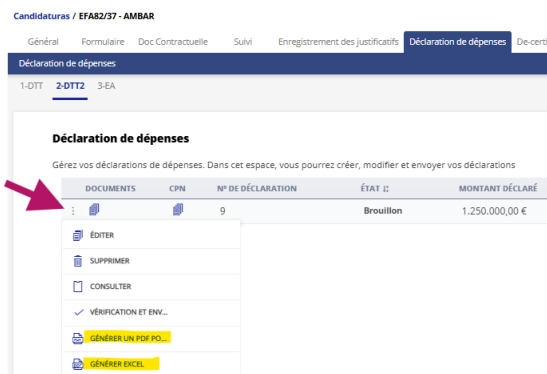 Candidaturas / EFA82/37 - AMBAR
Général Formulaire Doc Contractuelle Suivi Enregistrement des justificatifs Déclaration de dépenses De-certi
Déclaration de dépenses
1-DTT 2-DTT2 3-EA
Déclaration de dépenses
Gérez vos déclarations de dépenses. Dans cet espace, vous pourrez créer, modifier et envoyer vos déclarations
DOCUMENTS CPN Nº DE DÉCLARATION ÉTAT MONTANT DÉCLARÉ
9 Brouillon 1.250.000,00 €
ÉDITER
SUPPRIMER
CONSULTER
VÉRIFICATION ET ENV...
GÉNÉRER UN PDF PO...
GÉNÉRER EXCEL